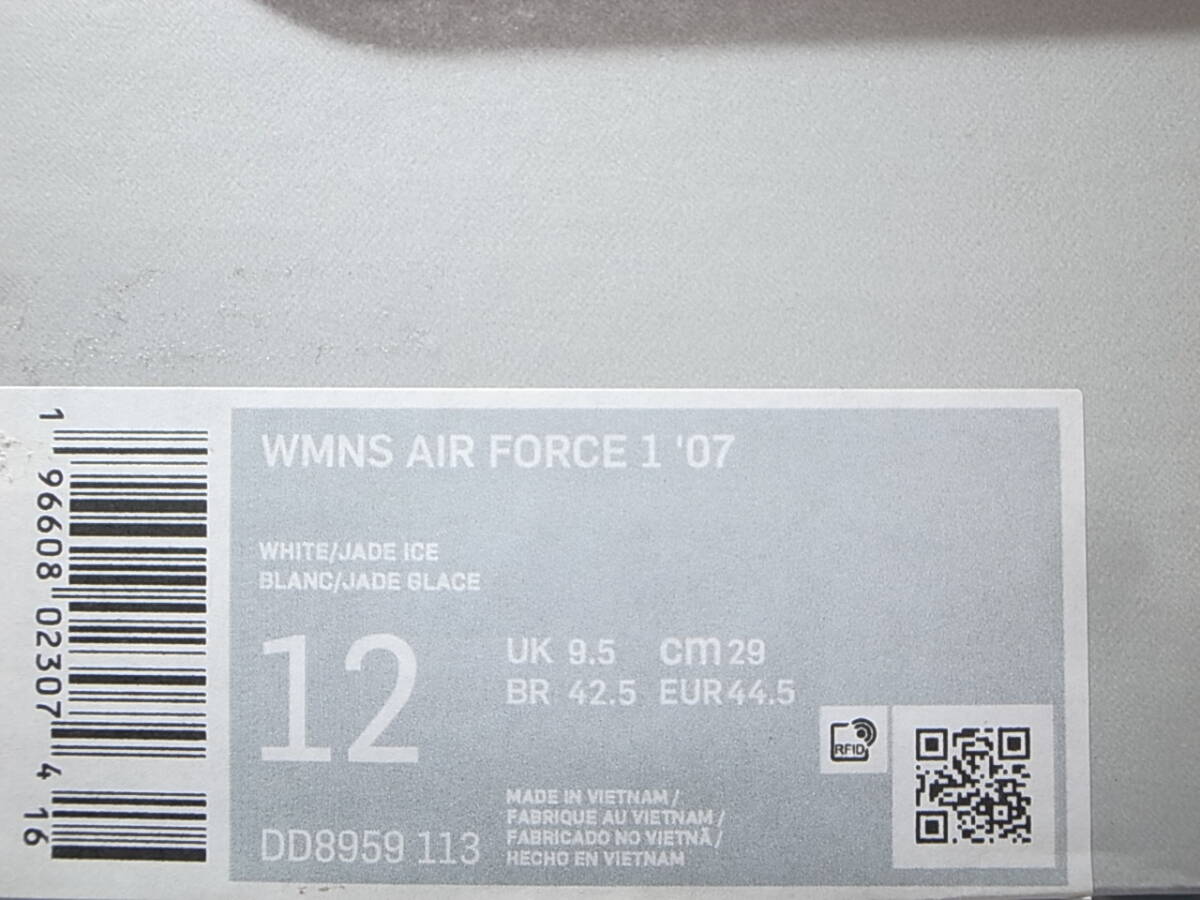 WMNS AIR FORCE 1 '07
WHITE/JADE ICE
BLANC/JADE GLACE
12
UK 9.5 cm 29
BR 42.5 EUR 44.5
RFID
MADE IN VIETNAM /
FABRIQUE AU VIETNAM /
FABRICADO NO VIETNÃ /
HECHO EN VIETNAM
DD8959 113
1 96608 02307 4 16